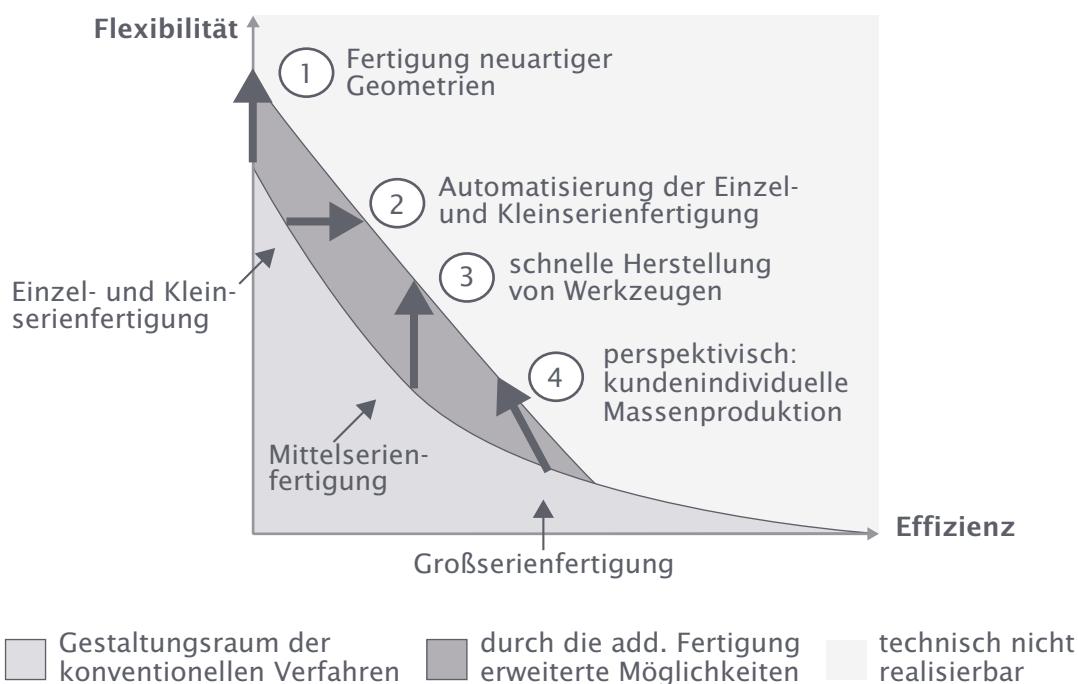 Flexibilität
1
Fertigung neuartiger
Geometrien
2
Automatisierung der Einzel-
und Kleinserienfertigung
3
schnelle Herstellung
von Werkzeugen
Einzel- und Klein-
serienfertigung
4
perspektivisch:
kundenindividuelle
Massenproduktion
Mittelserien-
fertigung
Effizienz
Großserienfertigung
Gestaltungsraum der
konventionellen Verfahren
durch die add. Fertigung
erweiterte Möglichkeiten
technisch nicht
realisierbar